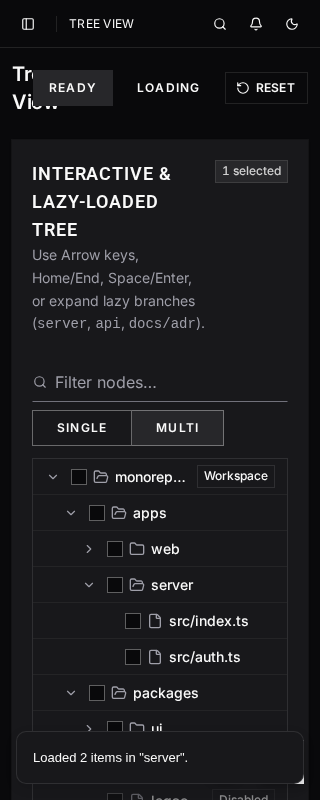 TREE VIEW
Tree View
READY
LOADING
RESET
INTERACTIVE &
LAZY-LOADED
TREE
1 selected
Use Arrow keys,
Home/End, Space/Enter,
or expand lazy branches
(server, api, docs/adr).
Filter nodes...
SINGLE
MULTI
monorep...
Workspace
apps
web
server
src/index.ts
src/auth.ts
packages
ui
Loaded 2 items in "server".
Disabled